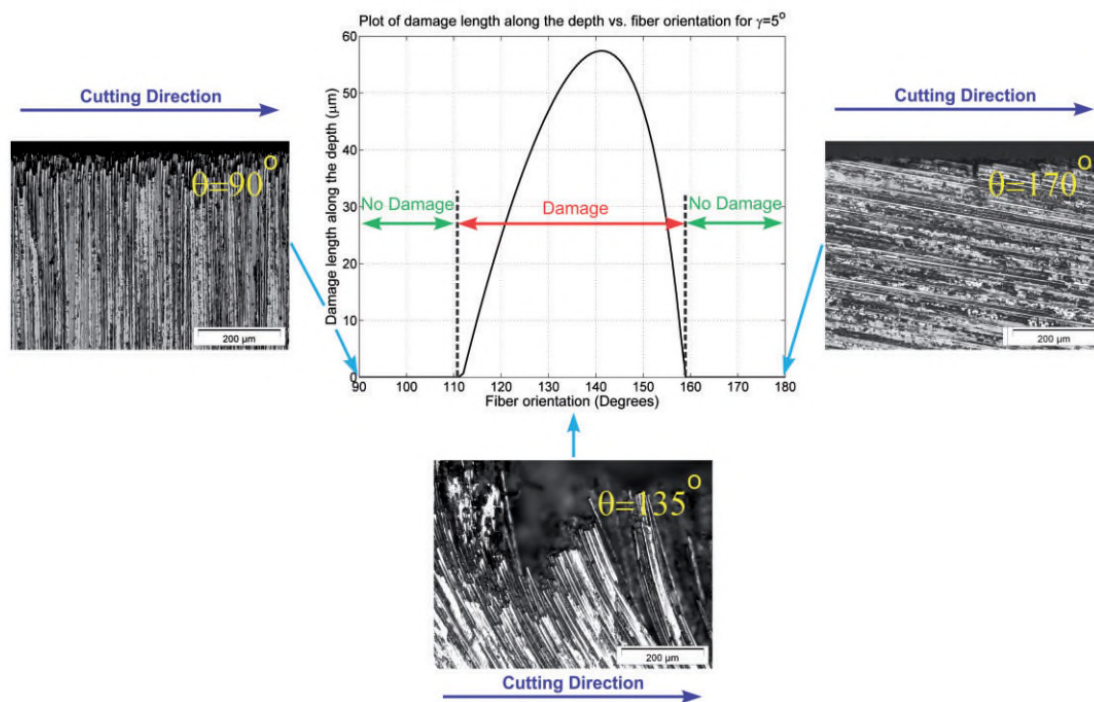 Plot of damage length along the depth vs. fiber orientation for γ=5°
Cutting Direction
θ=90°
200 µm
Damage length along the depth (µm)
60
50
40
30
20
10
0
No Damage
Damage
No Damage
90 100 110 120 130 140 150 160 170 180
Fiber orientation (Degrees)
Cutting Direction
θ=170°
200 µm
θ=135°
200 µm
Cutting Direction